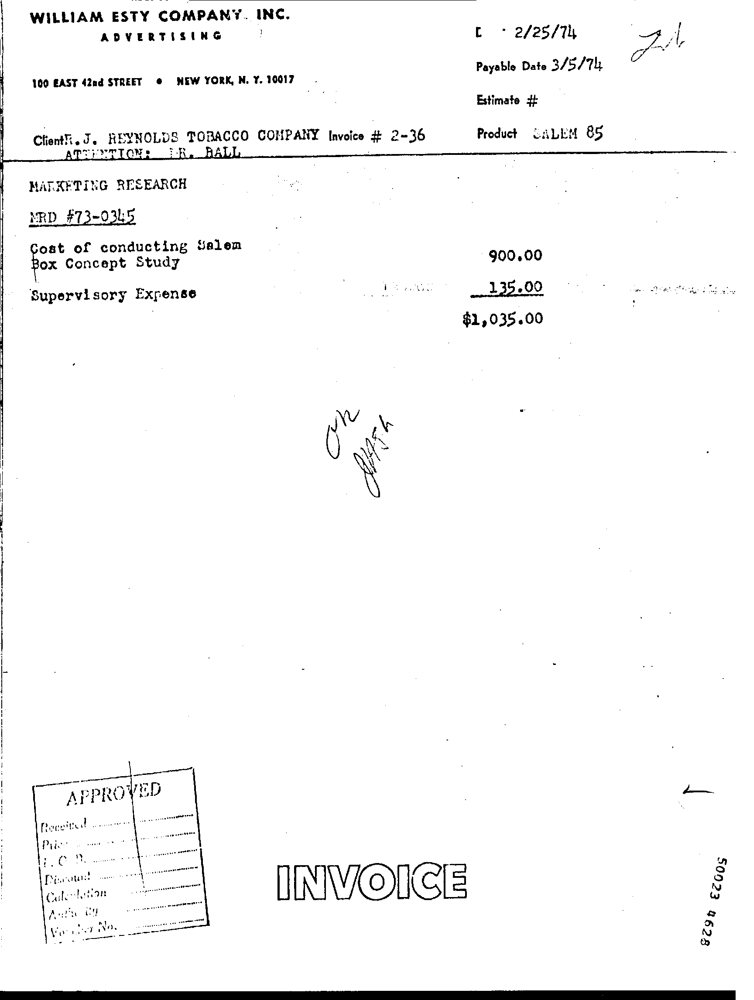 WILLIAM ESTY COMPANY. INC.
ADVERTISING
2/25/74
Payable Date 3/5/74
100 EAST 42nd STREET • NEW YORK, N. Y. 10017
Estimate #
Client R. J. REYNOLDS TOBACCO COMPANY Invoice # 2-36
Product SALEM 85
ATTENTION: MR. BALL
MARKETING RESEARCH
MRD #73-0345
Cost of conducting Salem
Box Concept Study 900.00
Supervisory Expense 135.00
$1,035.00
OK
APPROVED
Received
Price
Discount
Calculation
Voucher No.
INVOICE
50023 4628